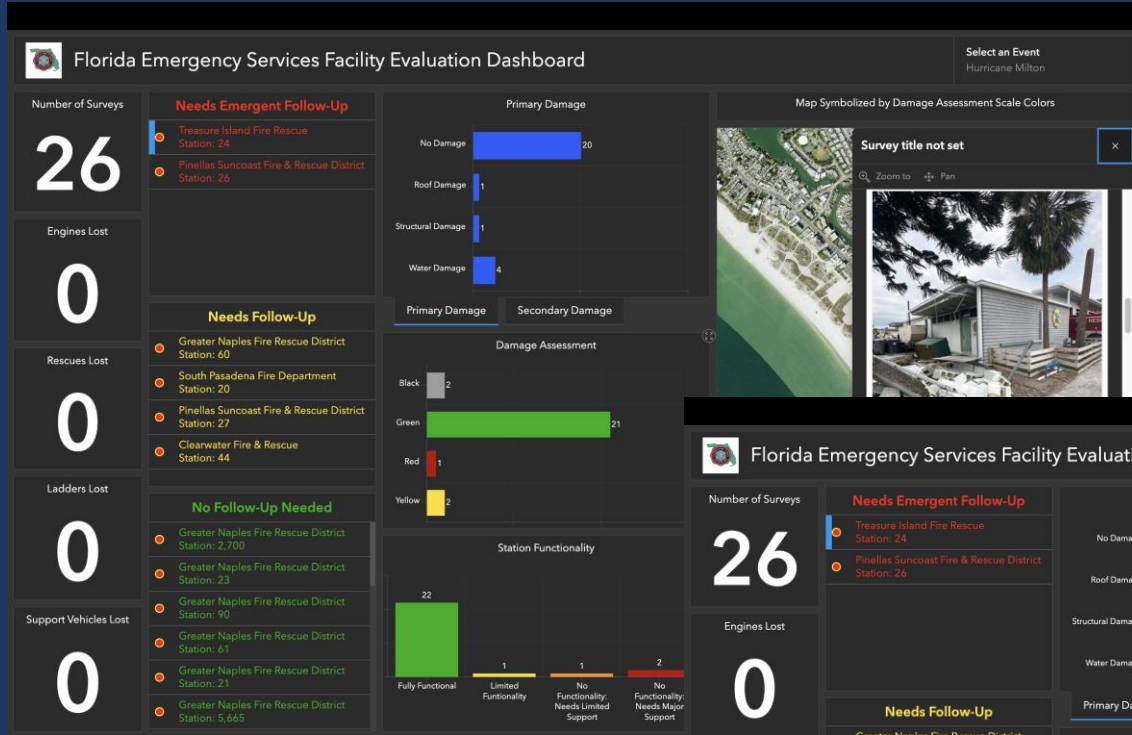 Florida Emergency Services Facility Evaluation Dashboard
Select an Event
Hurricane Milton
Number of Surveys
26
Engines Lost
0
Rescues Lost
0
Ladders Lost
0
Support Vehicles Lost
0
Needs Emergent Follow-Up
Treasure Island Fire Rescue
Station: 24
Pinellas Suncoast Fire & Rescue District
Station: 26
Needs Follow-Up
Greater Naples Fire Rescue District
Station: 60
South Pasadena Fire Department
Station: 20
Pinellas Suncoast Fire & Rescue District
Station: 27
Clearwater Fire & Rescue
Station: 44
No Follow-Up Needed
Greater Naples Fire Rescue District
Station: 2,700
Greater Naples Fire Rescue District
Station: 23
Greater Naples Fire Rescue District
Station: 90
Greater Naples Fire Rescue District
Station: 61
Greater Naples Fire Rescue District
Station: 21
Greater Naples Fire Rescue District
Station: 5,665
Primary Damage
No Damage
20
Roof Damage
1
Structural Damage
1
Water Damage
4
Primary Damage
Secondary Damage
Damage Assessment
Black
2
Green
21
Red
1
Yellow
2
Station Functionality
22
1
1
2
Fully Functional
Limited
Funtionality
No
Functionality:
Needs Limited
Support
No
Functionality:
Needs Major
Support
Map Symbolized by Damage Assessment Scale Colors
Survey title not set
×
Zoom to
Pan
Florida Emergency Services Facility Evaluati
Number of Surveys
26
Engines Lost
0
Needs Emergent Follow-Up
Treasure Island Fire Rescue
Station: 24
Pinellas Suncoast Fire & Rescue District
Station: 26
Needs Follow-Up
No Dama
Roof Dama
Structural Dama
Water Dama
Primary Da